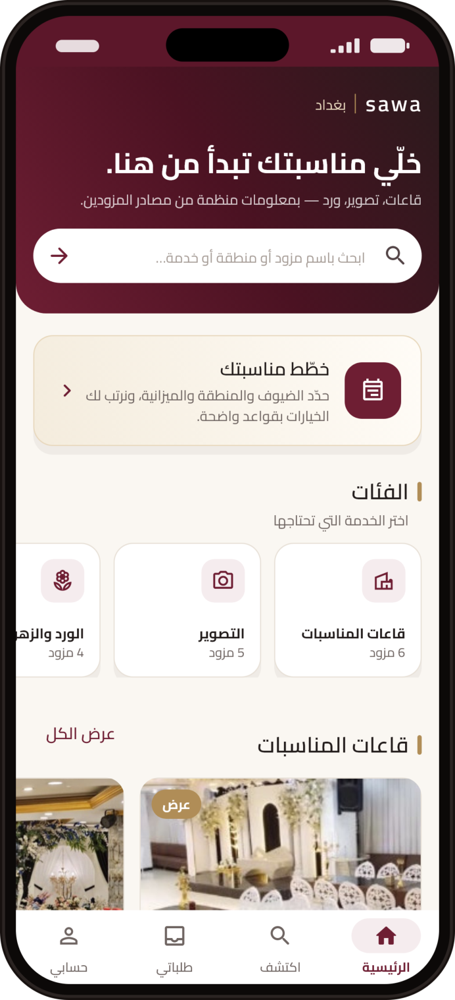 sawa | بغداد
خلّي مناسبتك تبدأ من هنا.
قاعات، تصوير، ورد — بمعلومات منظمة من مصادر المزودين.
ابحث باسم مزود أو منطقة أو خدمة...
خطّط مناسبتك
حدّد الضيوف والمنطقة والميزانية، ونرتب لك
الخيارات بقواعد واضحة.
الفئات
اختر الخدمة التي تحتاجها
قاعات المناسبات
6 مزود
التصوير
5 مزود
الورد والزهو
4 مزود
قاعات المناسبات
عرض الكل
عرض
الرئيسية
اكتشف
طلباتي
حسابي